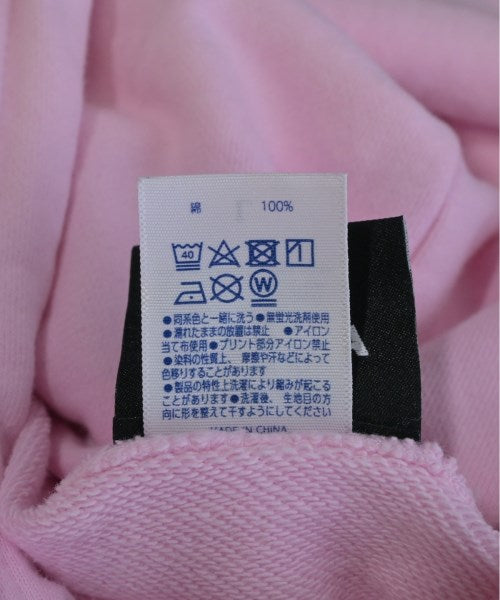 綿 100%
40
W
●同系色と一緒に洗う ●無蛍光洗剤使用
●濡れたままの放置は禁止 ●アイロン
当て布使用 ●プリント部分アイロン禁止
●染料の性質上、摩擦や汗などによって
色移りすることがあります
●製品の特性上洗濯により縮みが起こる
ことがあります ●洗濯後、生地目の方
向に形を整えて干すようにしてください
MADE IN CHINA